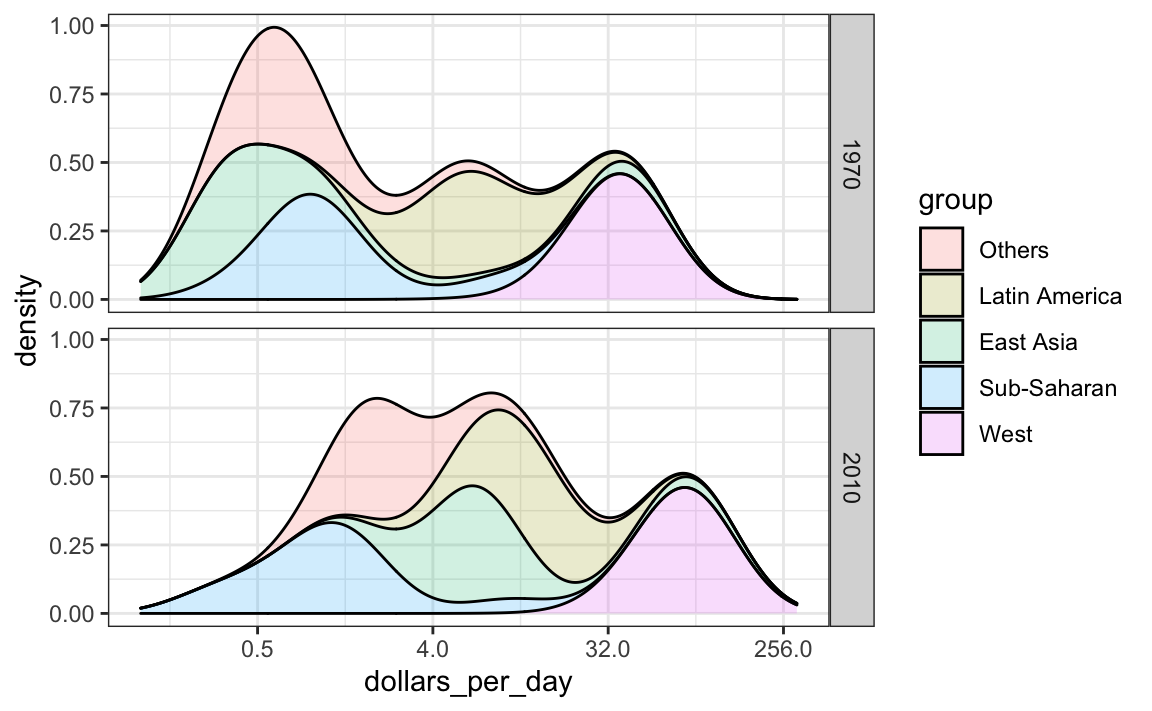 1.00
0.75
0.50
0.25
0.00
1970
1.00
0.75
0.50
0.25
0.00
2010
density
0.5 4.0 32.0 256.0
dollars_per_day
group
Others
Latin America
East Asia
Sub-Saharan
West